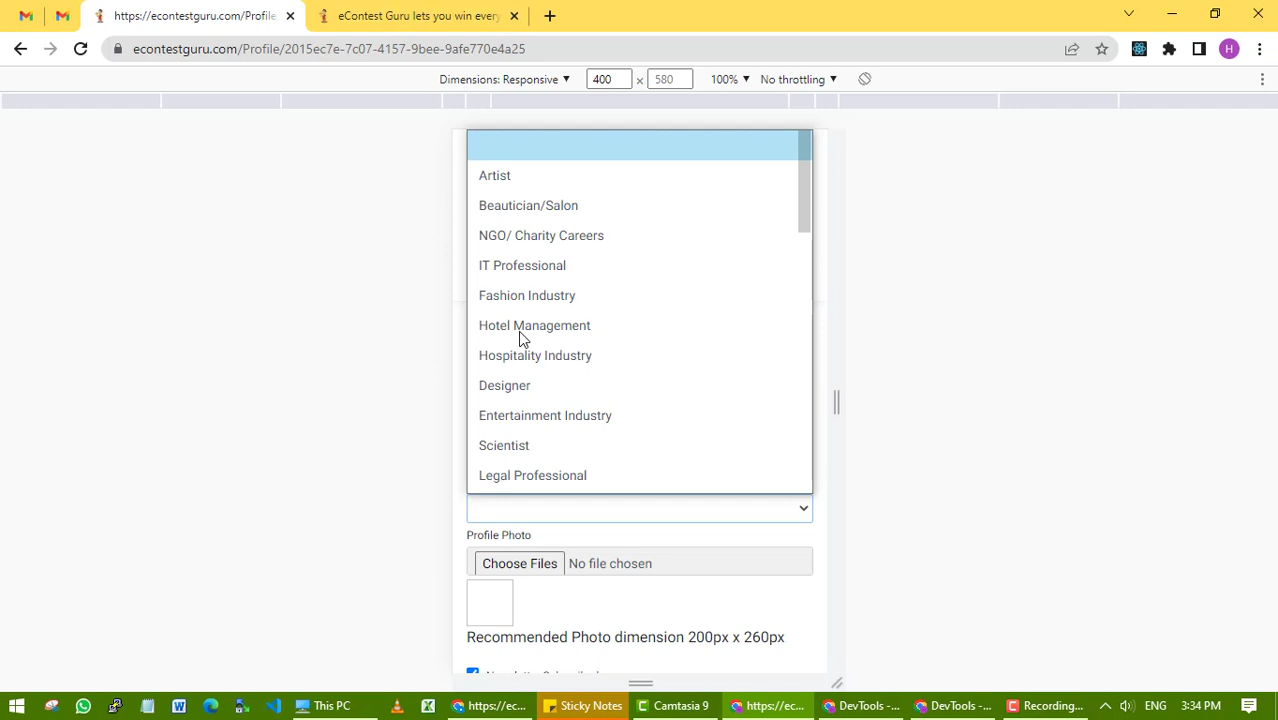 https://econtestguru.com/Profile
eContest Guru lets you win every
econtestguru.com/Profile/2015ec7e-7c07-4157-9bee-9afe770e4a25
H
Dimensions: Responsive 400 × 580 100% No throttling
Artist
Beautician/Salon
NGO/ Charity Careers
IT Professional
Fashion Industry
Hotel Management
Hospitality Industry
Designer
Entertainment Industry
Scientist
Legal Professional
Profile Photo
Choose Files No file chosen
Recommended Photo dimension 200px x 260px
This PC https://ec... Sticky Notes Camtasia 9 https://ec... DevTools - ... DevTools - ... Recording... ENG 3:34 PM